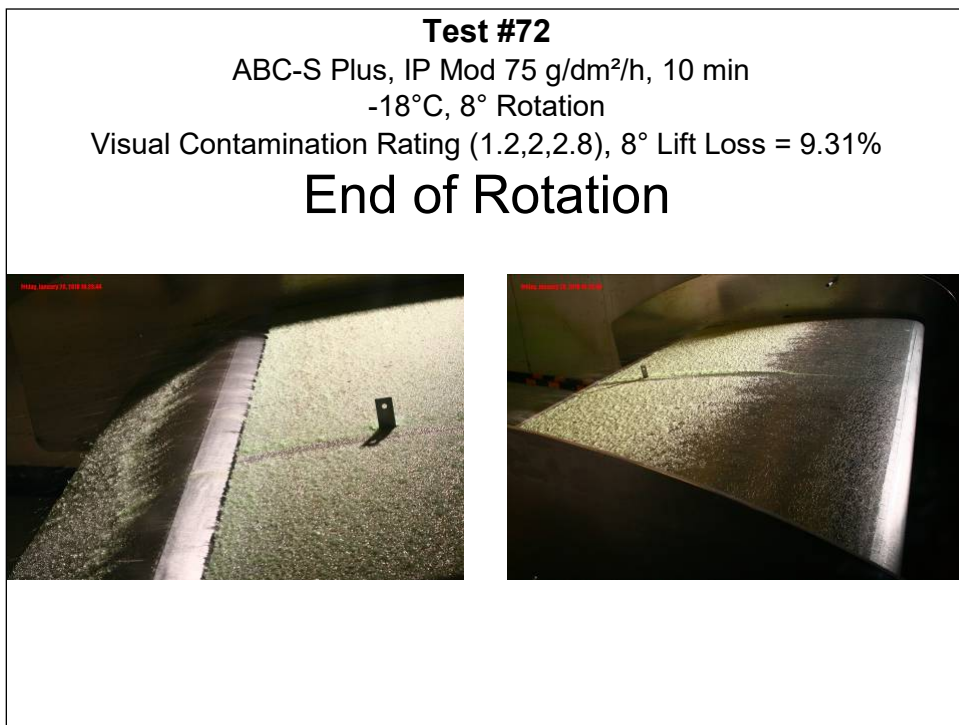 Test #72
ABC-S Plus, IP Mod 75 g/dm²/h, 10 min
-18°C, 8° Rotation
Visual Contamination Rating (1.2,2,2.8), 8° Lift Loss = 9.31%
End of Rotation